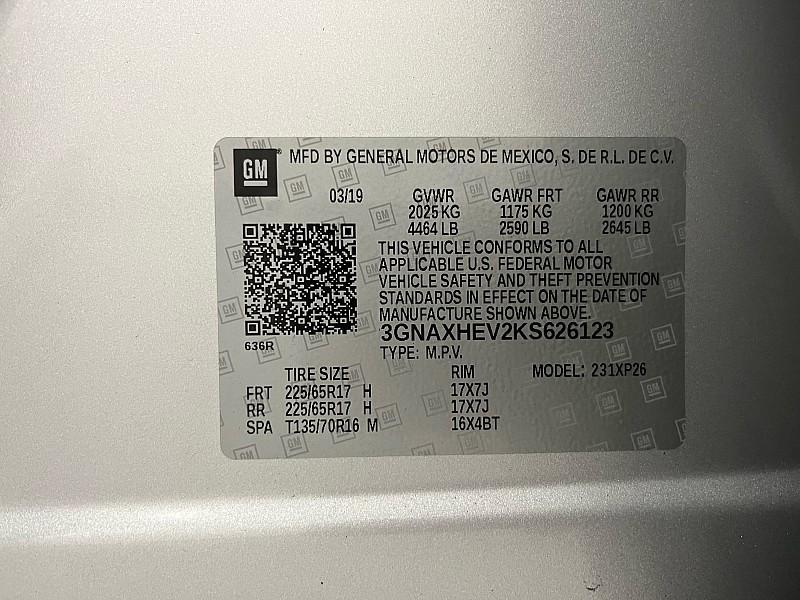 GM MFD BY GENERAL MOTORS DE MEXICO, S. DE R.L. DE C.V.
03/19 GVWR GAWR FRT GAWR RR
2025 KG 1175 KG 1200 KG
4464 LB 2590 LB 2645 LB
THIS VEHICLE CONFORMS TO ALL
APPLICABLE U.S. FEDERAL MOTOR
VEHICLE SAFETY AND THEFT PREVENTION
STANDARDS IN EFFECT ON THE DATE OF
MANUFACTURE SHOWN ABOVE.
3GNAXHEV2KS626123
636R
TYPE: M.P.V.
TIRE SIZE RIM MODEL: 231XP26
FRT 225/65R17 H 17X7J
RR 225/65R17 H 17X7J
SPA T135/70R16 M 16X4BT